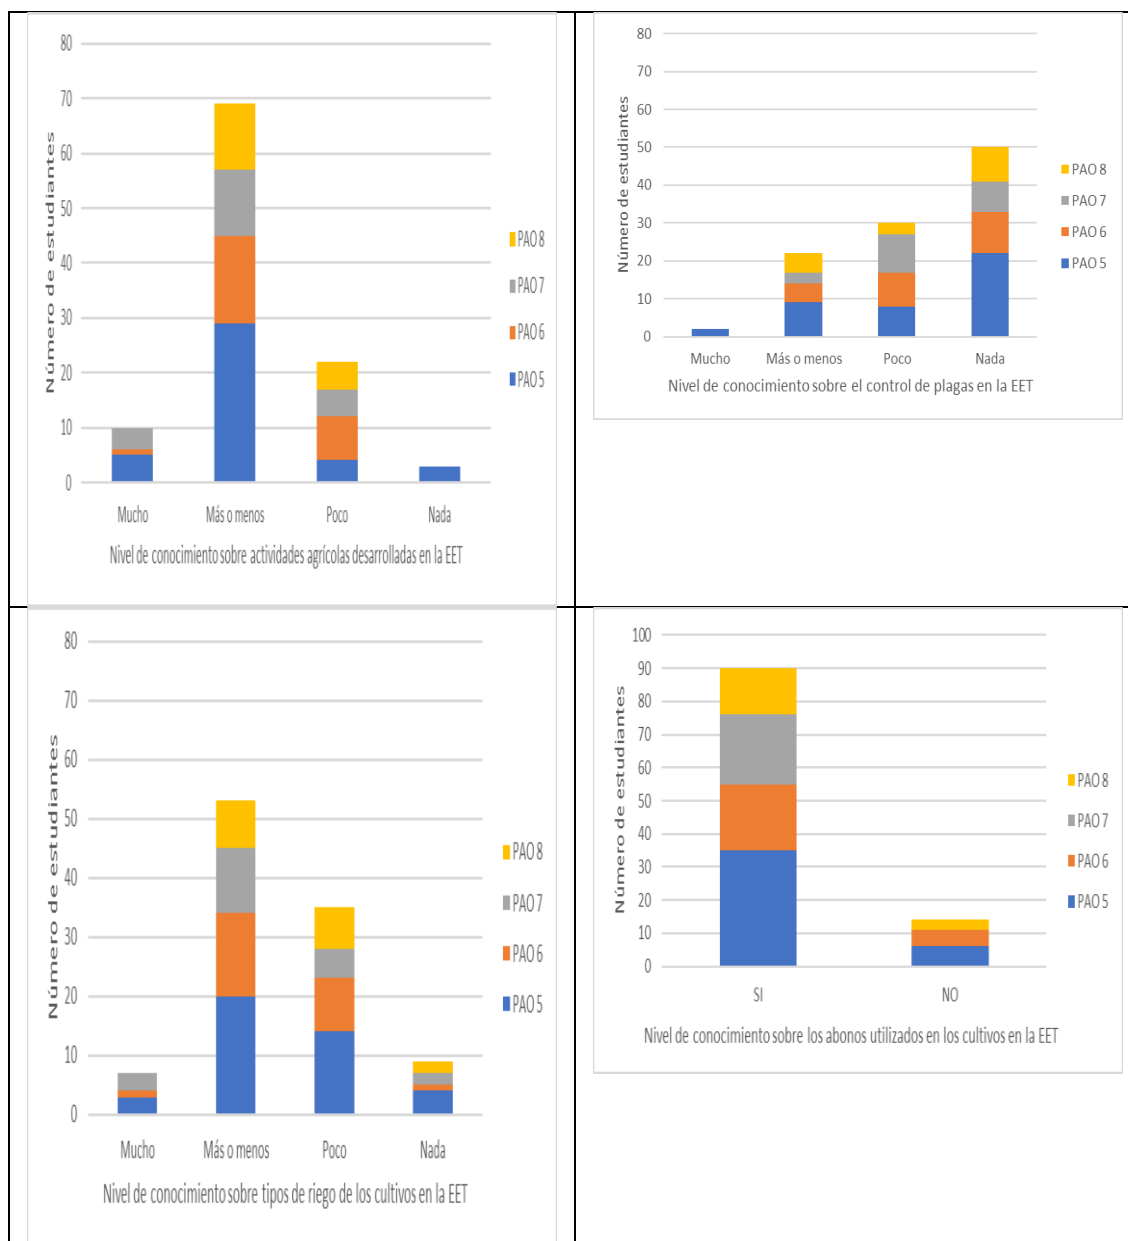 80
70
60
50
40
30
20
10
0
Número de estudiantes
Mucho Más o menos Poco Nada
Nivel de conocimiento sobre actividades agrícolas desarrolladas en la EET
PAO 8
PAO 7
PAO 6
PAO 5
80
70
60
50
40
30
20
10
0
Número de estudiantes
Mucho Más o menos Poco Nada
Nivel de conocimiento sobre el control de plagas en la EET
PAO 8
PAO 7
PAO 6
PAO 5
80
70
60
50
40
30
20
10
0
Número de estudiantes
Mucho Más o menos Poco Nada
Nivel de conocimiento sobre tipos de riego de los cultivos en la EET
PAO 8
PAO 7
PAO 6
PAO 5
100
90
80
70
60
50
40
30
20
10
0
Número de estudiantes
SI NO
Nivel de conocimiento sobre los abonos utilizados en los cultivos en la EET
PAO 8
PAO 7
PAO 6
PAO 5